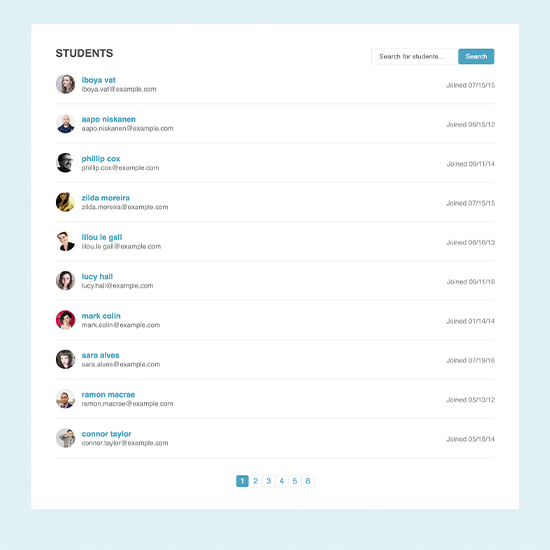 STUDENTS
Search for students... Search
iboya vat
iboya.vat@example.com
Joined 07/15/15
aapo niskanen
aapo.niskanen@example.com
Joined 06/15/12
phillip cox
phillip.cox@example.com
Joined 09/11/14
zilda moreira
zilda.moreira@example.com
Joined 07/15/15
lilou le gall
lilou.le gall@example.com
Joined 06/16/13
lucy hall
lucy.hall@example.com
Joined 09/11/16
mark colin
mark.colin@example.com
Joined 01/14/14
sara alves
sara.alves@example.com
Joined 07/19/16
ramon macrae
ramon.macrae@example.com
Joined 05/13/12
connor taylor
connor.taylor@example.com
Joined 05/18/14
1 2 3 4 5 6